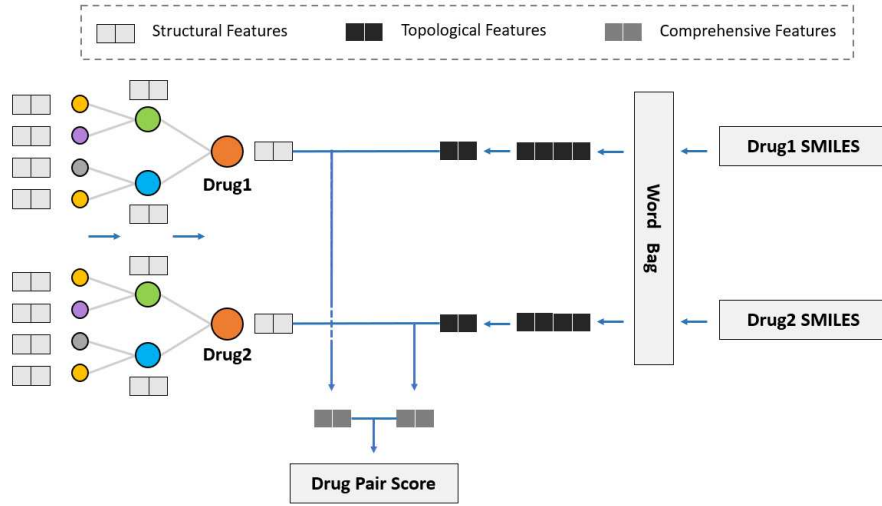 Structural Features
Topological Features
Comprehensive Features
Drug1
Drug1 SMILES
Word Bag
Drug2
Drug2 SMILES
Drug Pair Score